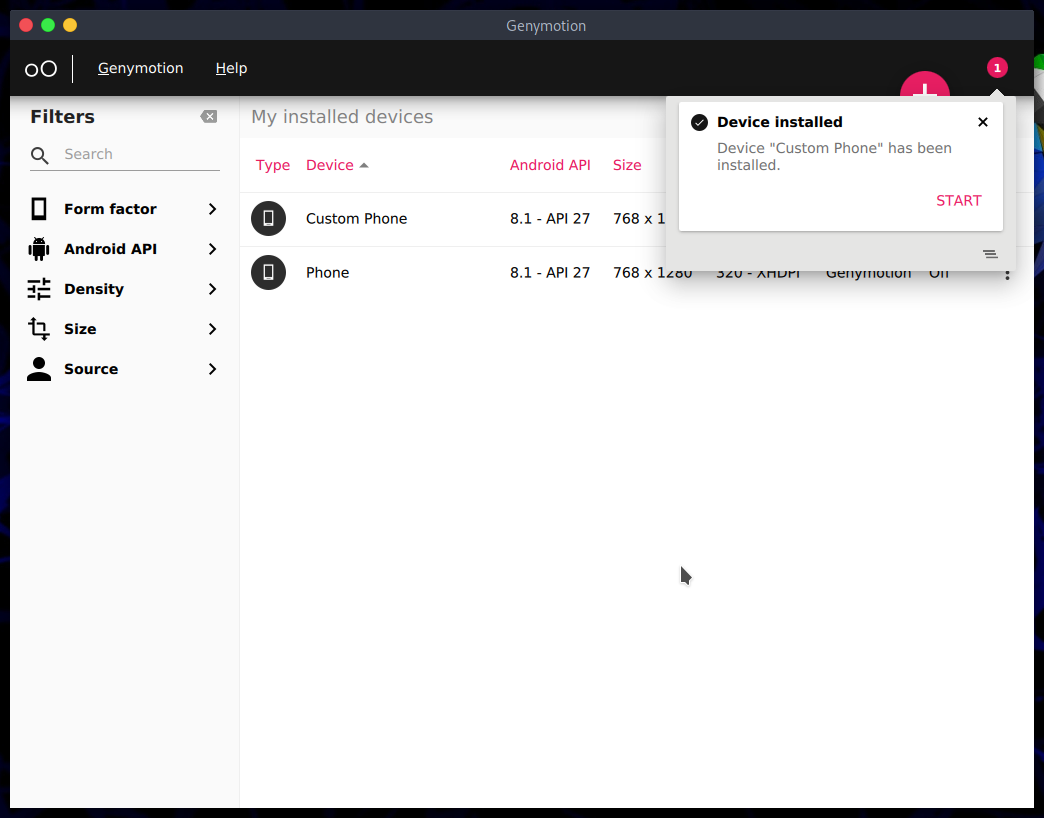 Genymotion
Genymotion Help 1
Filters
Search
Form factor
Android API
Density
Size
Source
My installed devices
Type Device Android API Size
Custom Phone 8.1 - API 27 768 x 1
Phone 8.1 - API 27 768 x 1280 320 - XHDPI Genymotion Off
Device installed
Device "Custom Phone" has been
installed.
START